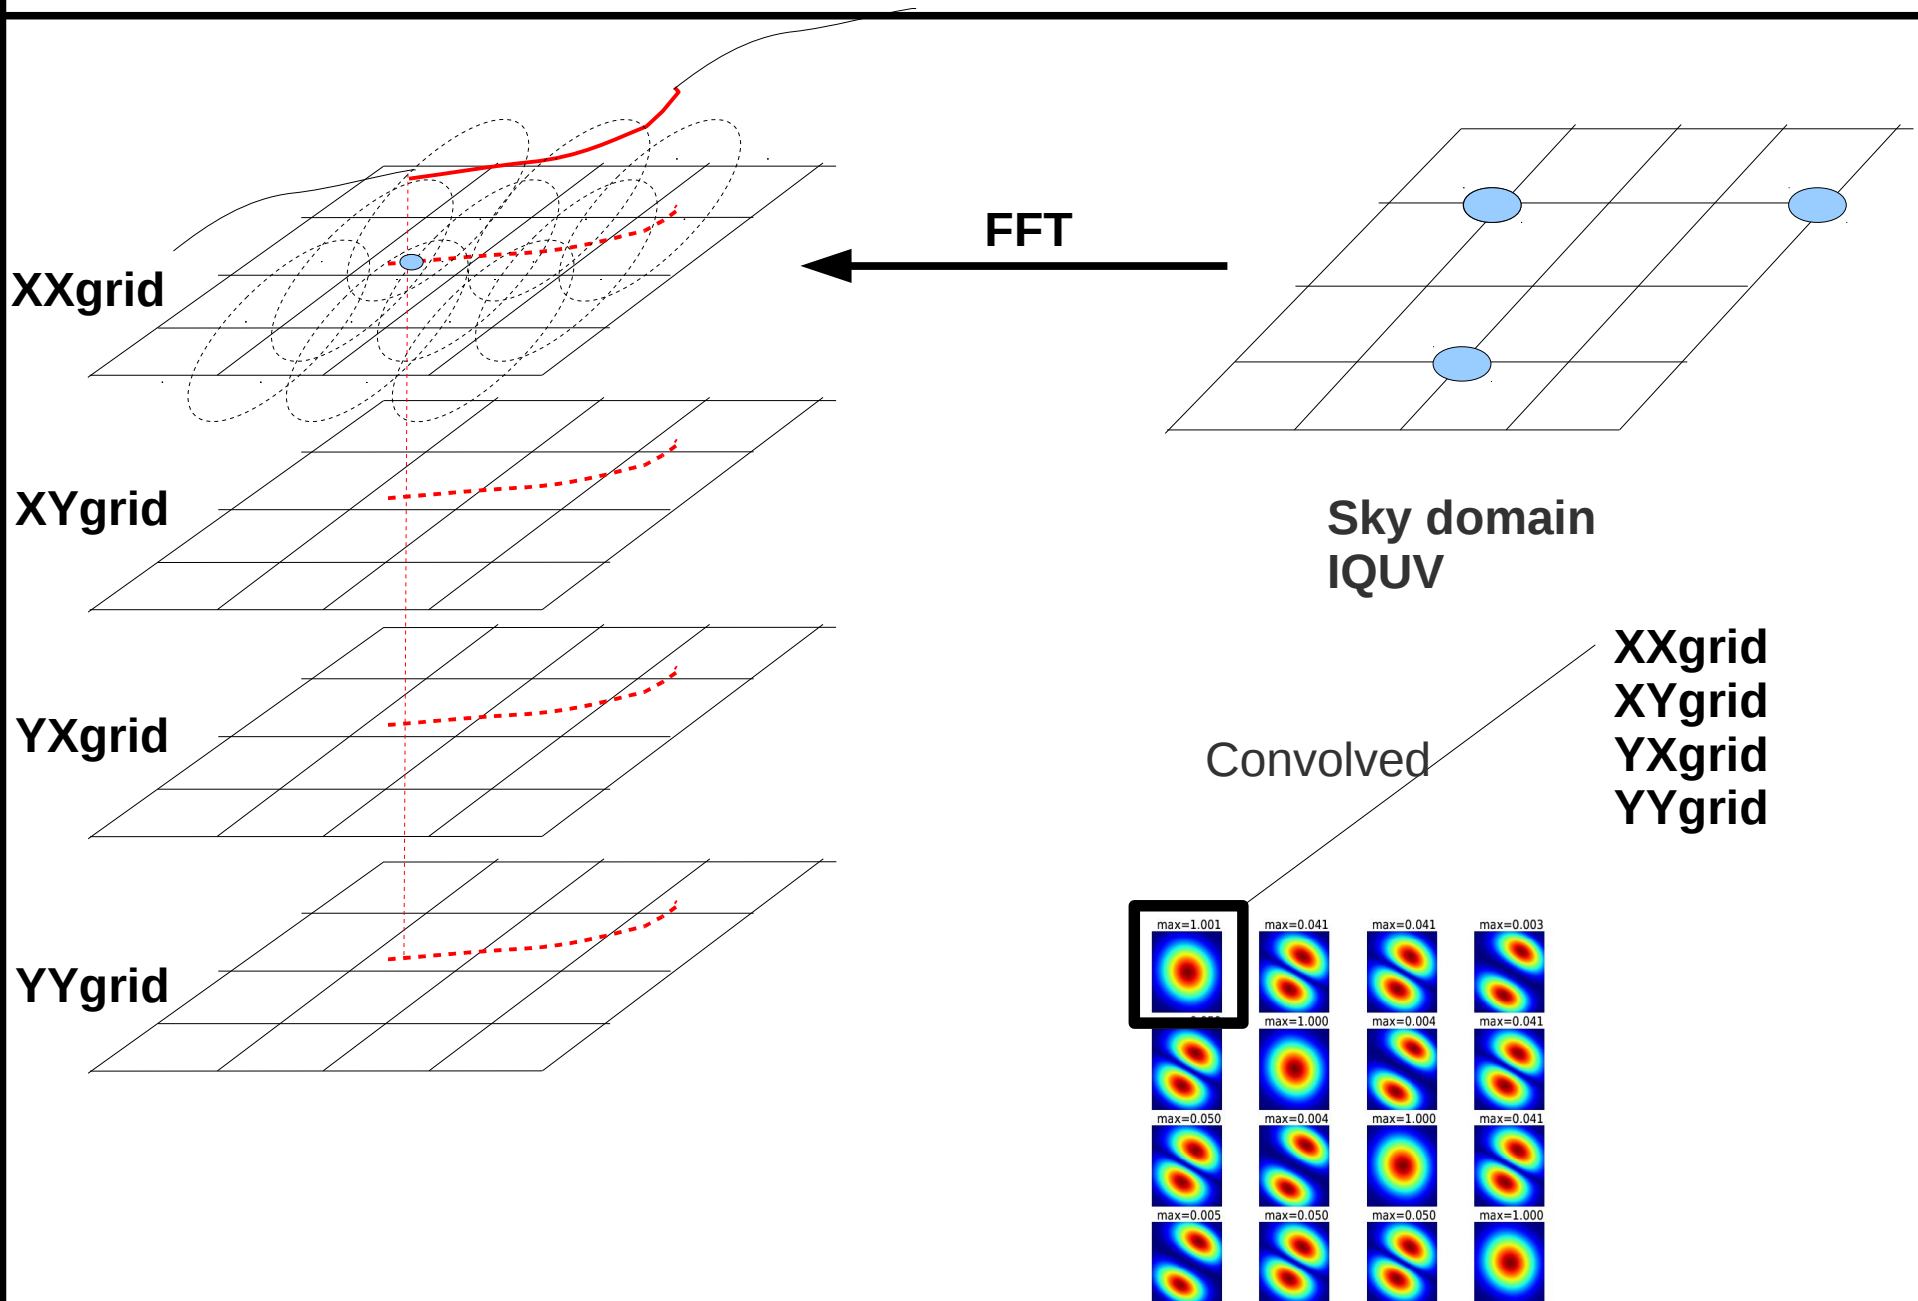 FFT
XXgrid
XYgrid
YXgrid
YYgrid
Sky domain
IQUV
XXgrid
XYgrid
YXgrid
YYgrid
Convolved
max=1.001 max=0.041 max=0.041 max=0.003
max=1.000 max=0.004 max=0.041
max=0.050 max=0.004 max=1.000 max=0.041
max=0.005 max=0.050 max=0.050 max=1.000